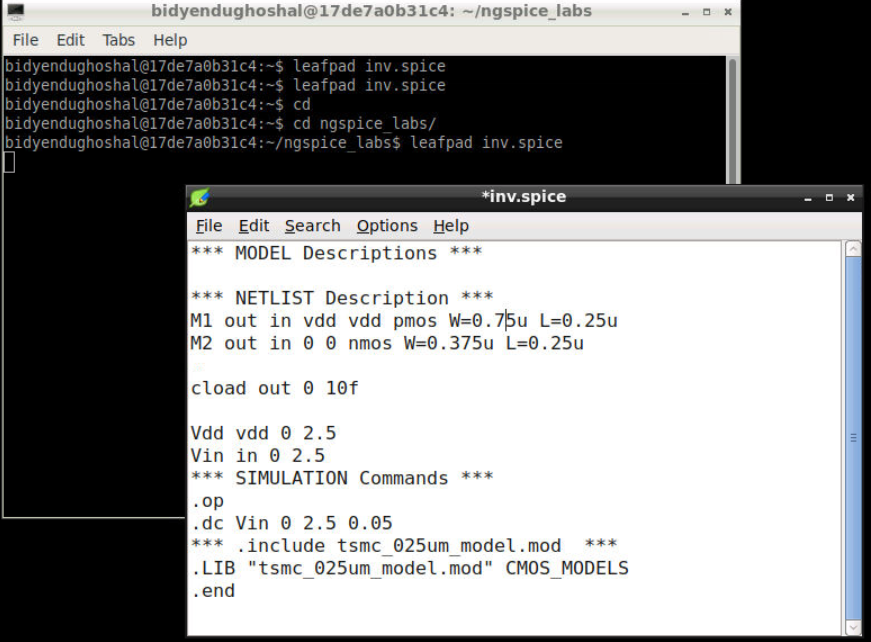 bidyendughoshal@17de7a0b31c4: ~/ngspice_labs
File Edit Tabs Help
bidyendughoshal@17de7a0b31c4:~$ leafpad inv.spice
bidyendughoshal@17de7a0b31c4:~$ leafpad inv.spice
bidyendughoshal@17de7a0b31c4:~$ cd
bidyendughoshal@17de7a0b31c4:~$ cd ngspice_labs/
bidyendughoshal@17de7a0b31c4:~/ngspice_labs$ leafpad inv.spice
*inv.spice
File Edit Search Options Help
*** MODEL Descriptions ***
*** NETLIST Description ***
M1 out in vdd vdd pmos W=0.75u L=0.25u
M2 out in 0 0 nmos W=0.375u L=0.25u
cload out 0 10f
Vdd vdd 0 2.5
Vin in 0 2.5
*** SIMULATION Commands ***
.op
.dc Vin 0 2.5 0.05
*** .include tsmc_025um_model.mod  ***
.LIB "tsmc_025um_model.mod" CMOS_MODELS
.end